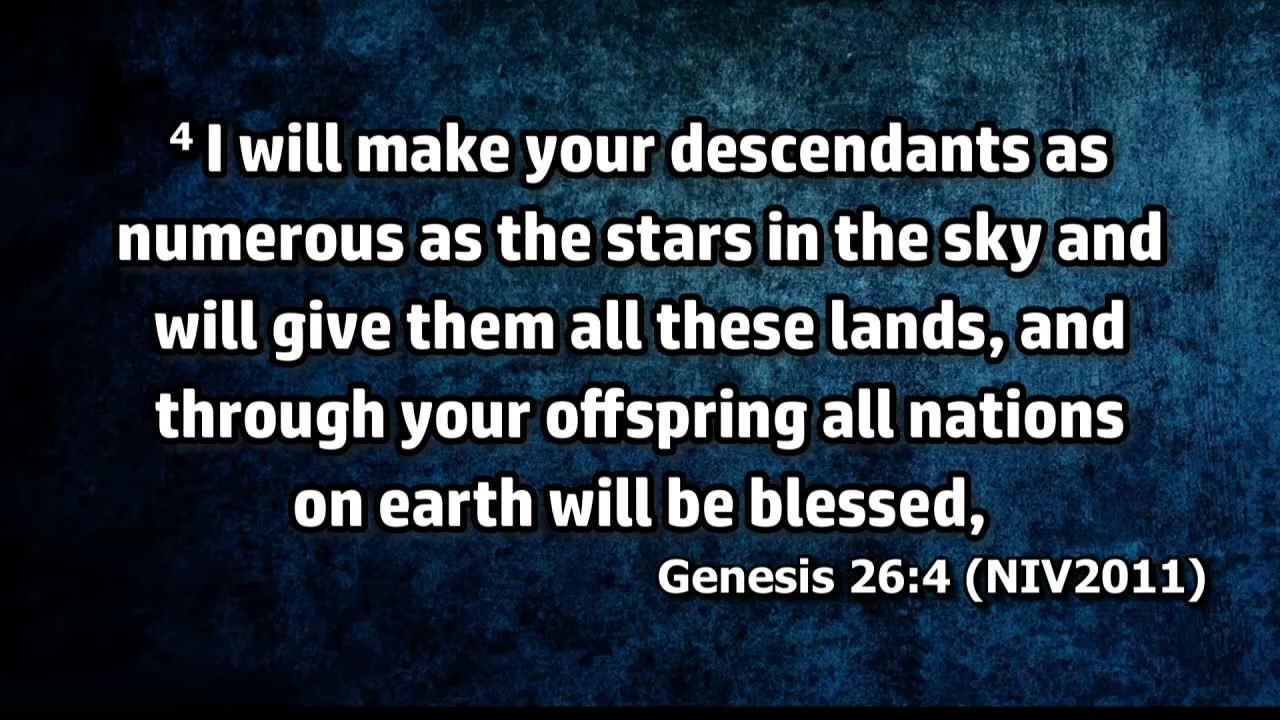 ⁴ I will make your descendants as
numerous as the stars in the sky and
will give them all these lands, and
through your offspring all nations
on earth will be blessed,
Genesis 26:4 (NIV2011)